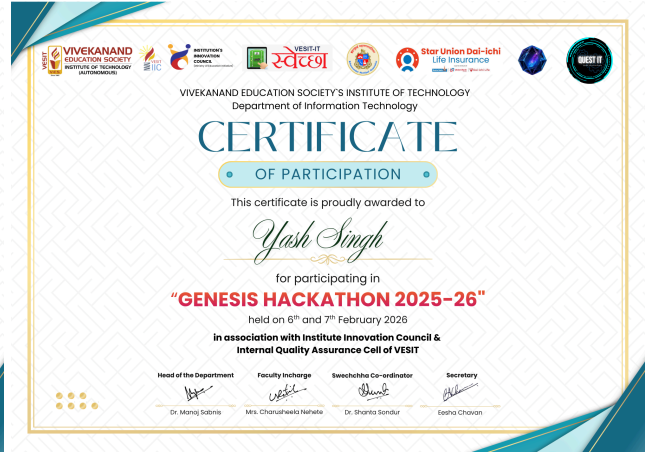 VESIT
VIVEKANAND
EDUCATION SOCIETY
INSTITUTE OF TECHNOLOGY
(AUTONOMOUS)
VESIT
IIC
INSTITUTION'S
INNOVATION
COUNCIL
VESIT-IT
स्वेच्छा
Star Union Dai-ichi
Life Insurance
QUEST IT
VIVEKANAND EDUCATION SOCIETY'S INSTITUTE OF TECHNOLOGY
Department of Information Technology
CERTIFICATE
OF PARTICIPATION
This certificate is proudly awarded to
Yash Singh
for participating in
“GENESIS HACKATHON 2025-26"
held on 6th and 7th February 2026
in association with Institute Innovation Council &
Internal Quality Assurance Cell of VESIT
Head of the Department Faculty Incharge Swechchha Co-ordinator Secretary
Dr. Manoj Sabnis Mrs. Charusheela Nehete Dr. Shanta Sondur Eesha Chavan